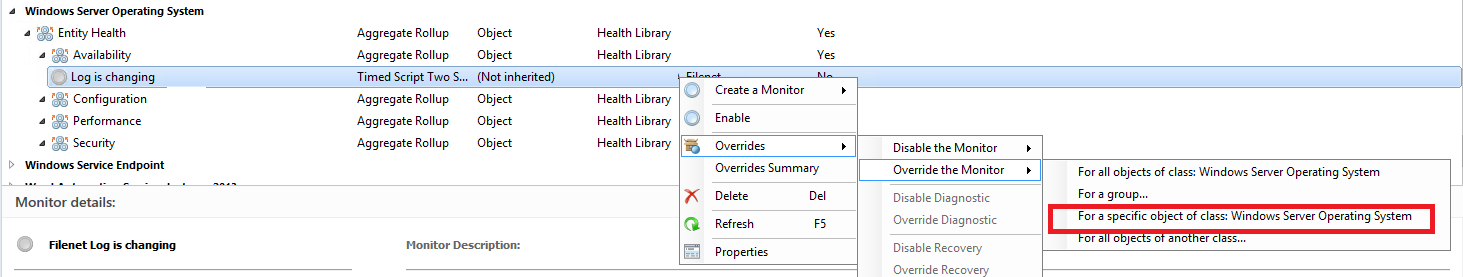 Windows Server Operating System
Entity Health Aggregate Rollup Object Health Library Yes
Availability Aggregate Rollup Object Health Library Yes
Log is changing Timed Script Two S... (Not inherited) Filenet No
Configuration Aggregate Rollup Object Health Library
Performance Aggregate Rollup Object Health Library
Security Aggregate Rollup Object Health Library
Windows Service Endpoint
Monitor details:
Filenet Log is changing
Monitor Description:
Create a Monitor
Enable
Overrides
Overrides Summary
Delete Del
Refresh F5
Properties
Disable the Monitor
Override the Monitor
Disable Diagnostic
Override Diagnostic
Disable Recovery
Override Recovery
For all objects of class: Windows Server Operating System
For a group...
For a specific object of class: Windows Server Operating System
For all objects of another class...